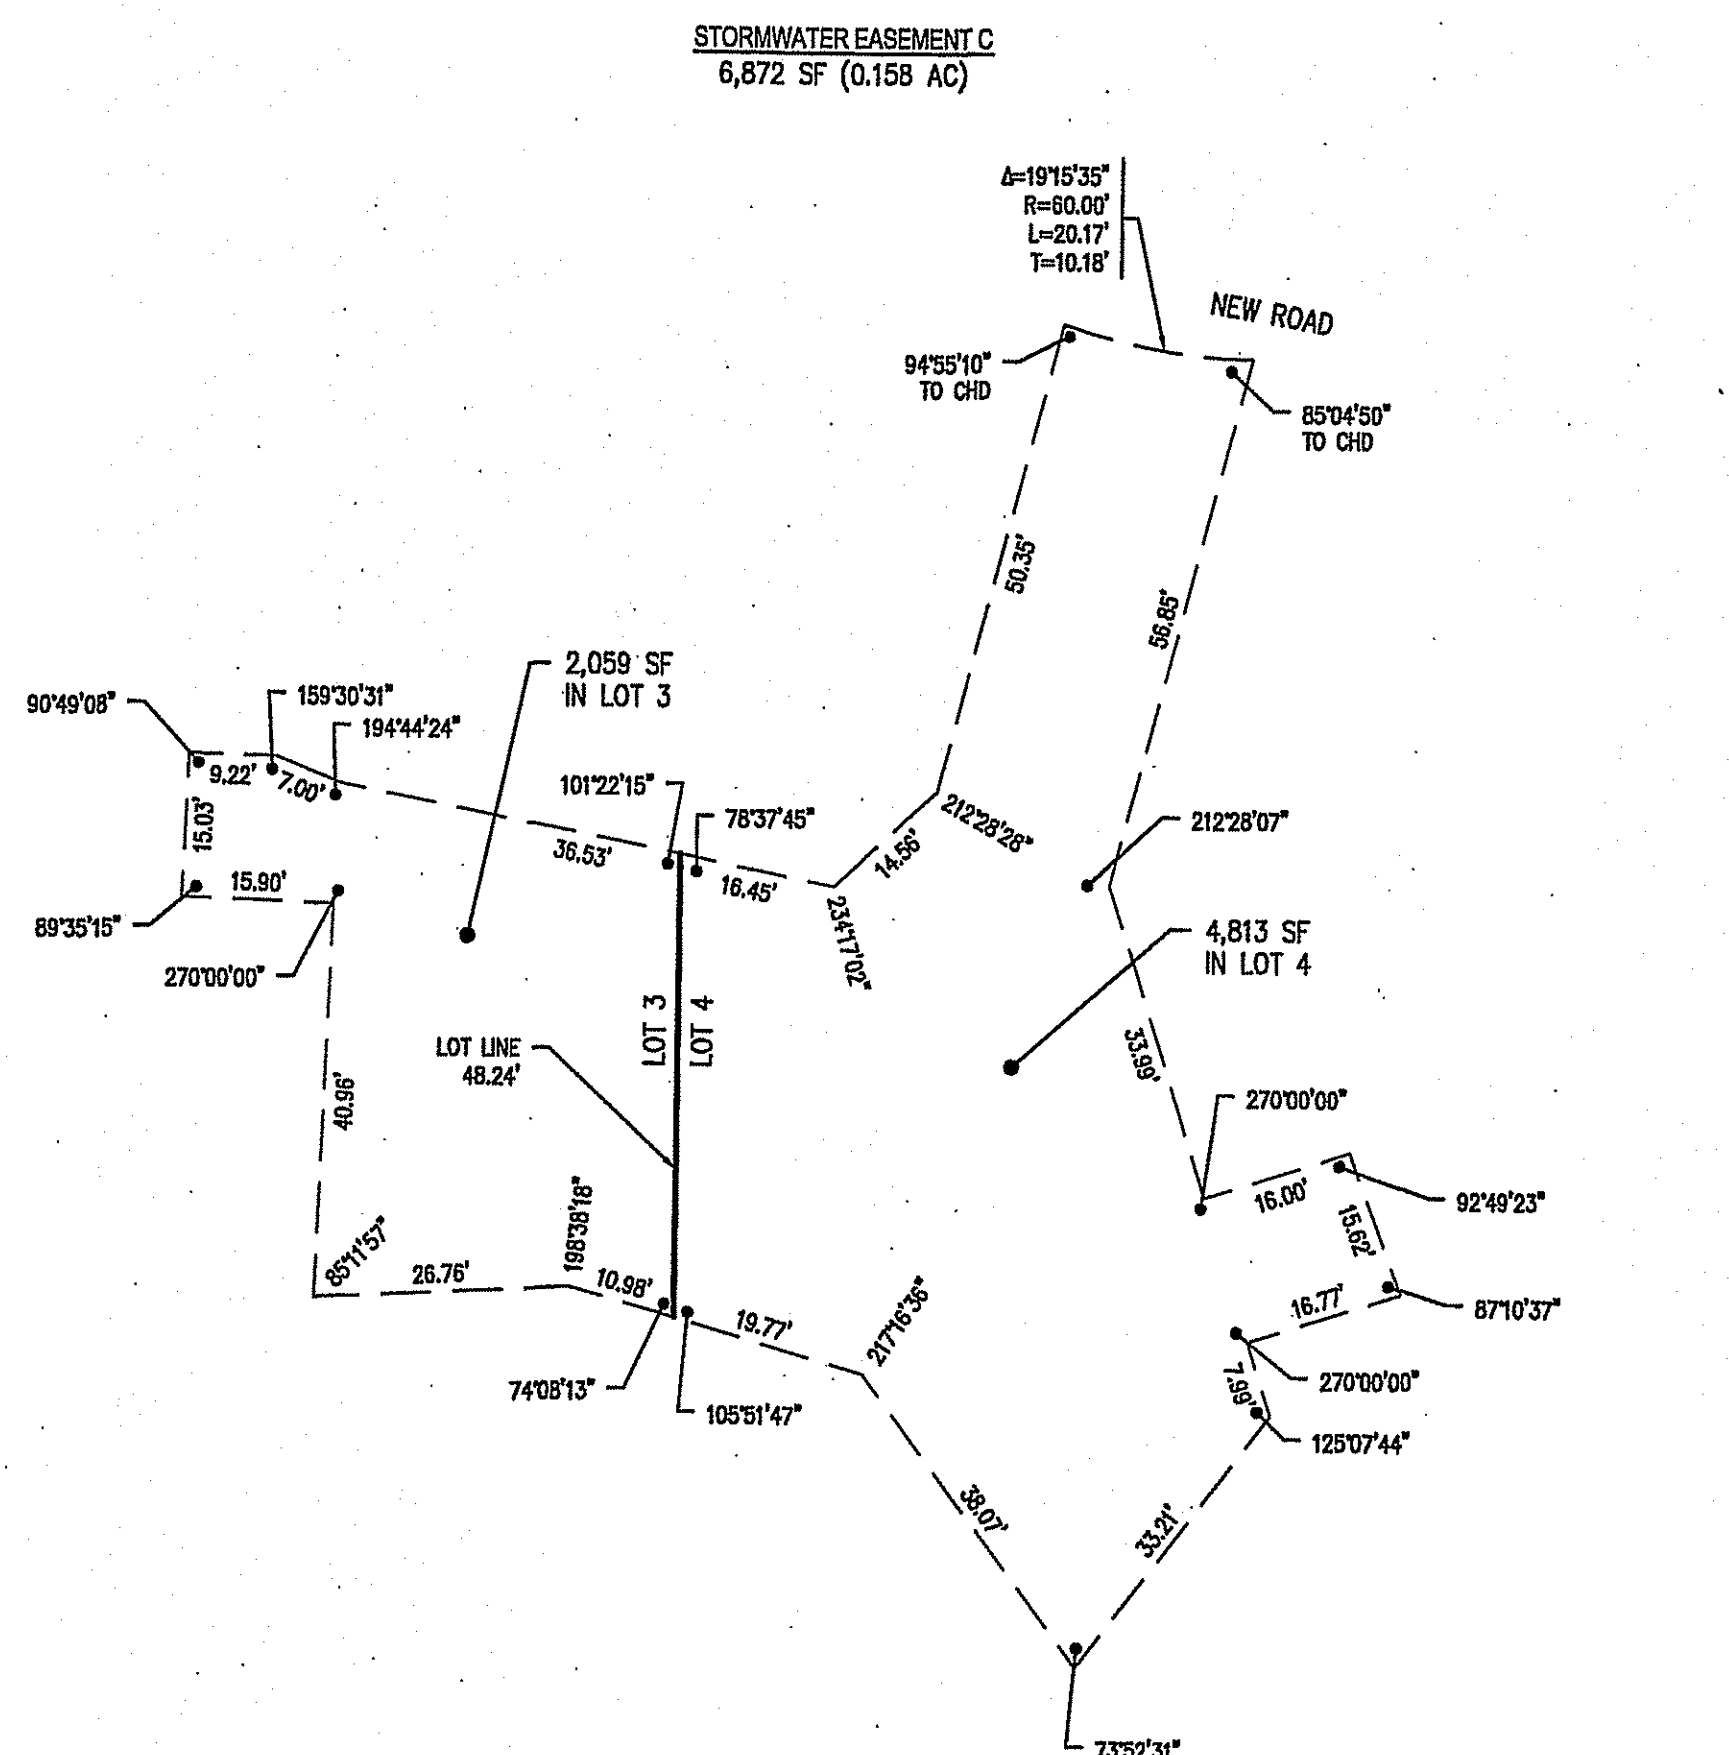 STORMWATER EASEMENT C
6,872 SF (0.158 AC)
Δ=19°15'35"
R=60.00'
L=20.17'
T=10.18'
NEW ROAD
94°55'10"
TO CHD
85°04'50"
TO CHD
50.35'
56.85'
2,059 SF
IN LOT 3
90°49'08"
159°30'31"
194°44'24"
9.22'
7.00'
101°22'15"
78°37'45"
15.03'
36.53'
16.45'
14.56'
212°28'28"
212°28'07"
15.90'
89°35'15"
234°17'02"
4,813 SF
IN LOT 4
270°00'00"
LOT 3
LOT 4
LOT LINE
48.24'
33.99'
40.96'
270°00'00"
16.00'
92°49'23"
198°38'18"
85°11'57"
26.76'
10.98'
15.62'
16.77'
87°10'37"
19.77'
217°16'36"
74°08'13"
105°51'47"
7.99'
270°00'00"
125°07'44"
38.07'
33.21'
73°52'31"